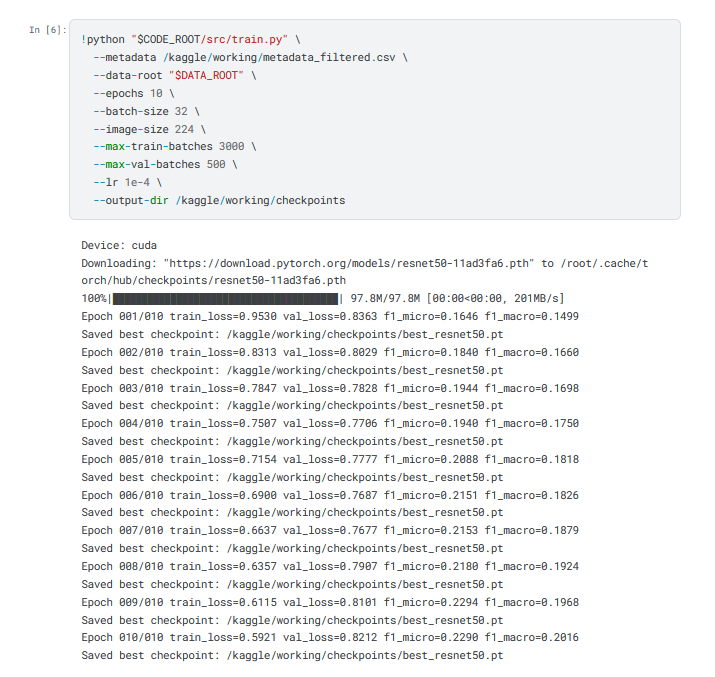 In [6]:
!python "$CODE_ROOT/src/train.py" \
--metadata /kaggle/working/metadata_filtered.csv \
--data-root "$DATA_ROOT" \
--epochs 10 \
--batch-size 32 \
--image-size 224 \
--max-train-batches 3000 \
--max-val-batches 500 \
--lr 1e-4 \
--output-dir /kaggle/working/checkpoints
Device: cuda
Downloading: "https://download.pytorch.org/models/resnet50-11ad3fa6.pth" to /root/.cache/t
orch/hub/checkpoints/resnet50-11ad3fa6.pth
100%|██████████████████████████████████████| 97.8M/97.8M [00:00<00:00, 201MB/s]
Epoch 001/010 train_loss=0.9530 val_loss=0.8363 f1_micro=0.1646 f1_macro=0.1499
Saved best checkpoint: /kaggle/working/checkpoints/best_resnet50.pt
Epoch 002/010 train_loss=0.8313 val_loss=0.8029 f1_micro=0.1840 f1_macro=0.1660
Saved best checkpoint: /kaggle/working/checkpoints/best_resnet50.pt
Epoch 003/010 train_loss=0.7847 val_loss=0.7828 f1_micro=0.1944 f1_macro=0.1698
Saved best checkpoint: /kaggle/working/checkpoints/best_resnet50.pt
Epoch 004/010 train_loss=0.7507 val_loss=0.7706 f1_micro=0.1940 f1_macro=0.1750
Saved best checkpoint: /kaggle/working/checkpoints/best_resnet50.pt
Epoch 005/010 train_loss=0.7154 val_loss=0.7777 f1_micro=0.2088 f1_macro=0.1818
Saved best checkpoint: /kaggle/working/checkpoints/best_resnet50.pt
Epoch 006/010 train_loss=0.6900 val_loss=0.7687 f1_micro=0.2151 f1_macro=0.1826
Saved best checkpoint: /kaggle/working/checkpoints/best_resnet50.pt
Epoch 007/010 train_loss=0.6637 val_loss=0.7677 f1_micro=0.2153 f1_macro=0.1879
Saved best checkpoint: /kaggle/working/checkpoints/best_resnet50.pt
Epoch 008/010 train_loss=0.6357 val_loss=0.7907 f1_micro=0.2180 f1_macro=0.1924
Saved best checkpoint: /kaggle/working/checkpoints/best_resnet50.pt
Epoch 009/010 train_loss=0.6115 val_loss=0.8101 f1_micro=0.2294 f1_macro=0.1968
Saved best checkpoint: /kaggle/working/checkpoints/best_resnet50.pt
Epoch 010/010 train_loss=0.5921 val_loss=0.8212 f1_micro=0.2290 f1_macro=0.2016
Saved best checkpoint: /kaggle/working/checkpoints/best_resnet50.pt